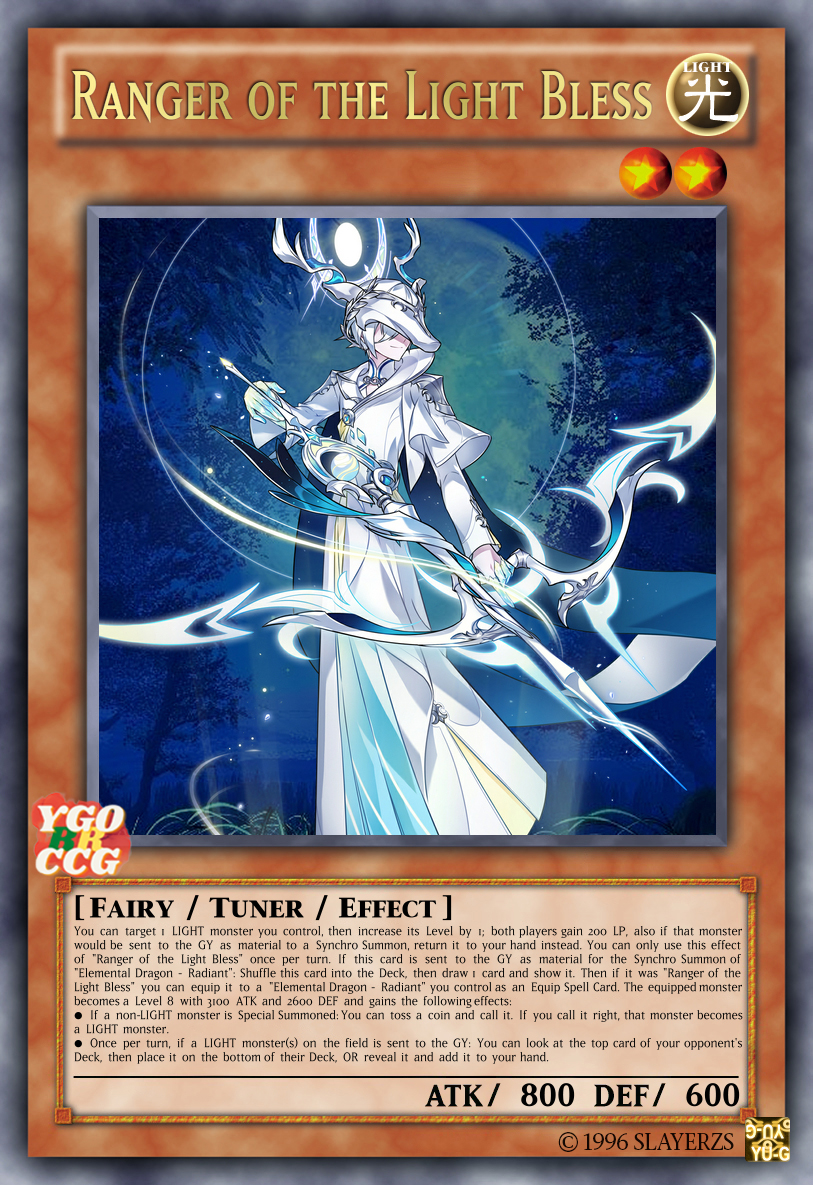 Ranger of the Light Bless
LIGHT
光
YGO
RR
CCG
[ Fairy / Tuner / Effect ]
You can target 1 LIGHT monster you control, then increase its Level by 1; both players gain 200 LP, also if that monster
would be sent to the GY as material to a Synchro Summon, return it to your hand instead. You can only use this effect
of "Ranger of the Light Bless" once per turn. If this card is sent to the GY as material for the Synchro Summon of
"Elemental Dragon - Radiant": Shuffle this card into the Deck, then draw 1 card and show it. Then if it was "Ranger of the
Light Bless" you can equip it to a "Elemental Dragon - Radiant" you control as an Equip Spell Card. The equipped monster
becomes a Level 8 with 3100 ATK and 2600 DEF and gains the following effects:
● If a non-LIGHT monster is Special Summoned: You can toss a coin and call it. If you call it right, that monster becomes
a LIGHT monster.
● Once per turn, if a LIGHT monster(s) on the field is sent to the GY: You can look at the top card of your opponent's
Deck, then place it on the bottom of their Deck, OR reveal it and add it to your hand.
ATK/ 800 DEF/ 600
© 1996 SLAYERZS